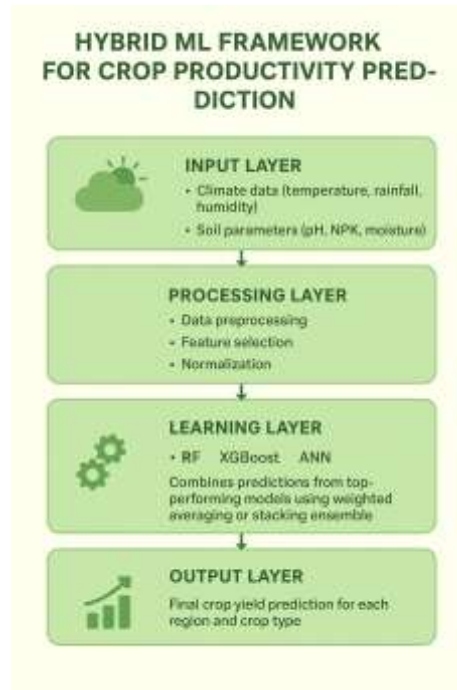 HYBRID ML FRAMEWORK
FOR CROP PRODUCTIVITY PRED-
DICTION
INPUT LAYER
• Climate data (temperature, rainfall,
humidity)
• Soil parameters (pH, NPK, moisture)
PROCESSING LAYER
• Data preprocessing
• Feature selection
• Normalization
LEARNING LAYER
• RF XGBoost ANN
Combines predictions from top-
performing models using weighted
averaging or stacking ensemble
OUTPUT LAYER
Final crop yield prediction for each
region and crop type